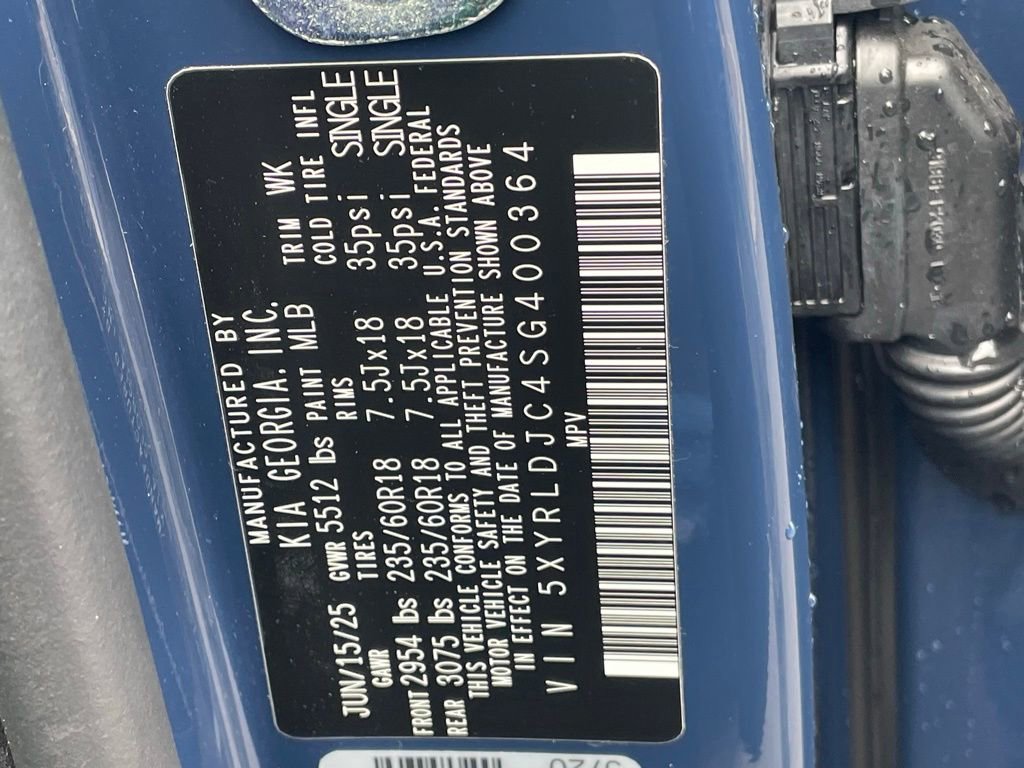 MANUFACTURED BY
KIA GEORGIA. INC.
JUN/15/25 GVWR 5512 lbs PAINT MLB TRIM WK
GAWR TIRES RIMS COLD TIRE INFL
FRONT 2954 lbs 235/60R18 7.5Jx18 35psi SINGLE
REAR 3075 lbs 235/60R18 7.5Jx18 35psi SINGLE
THIS VEHICLE CONFORMS TO ALL APPLICABLE U.S.A. FEDERAL
MOTOR VEHICLE SAFETY AND THEFT PREVENTION STANDARDS
IN EFFECT ON THE DATE OF MANUFACTURE SHOWN ABOVE
VIN 5XYRLDJC4SG400364
MPV